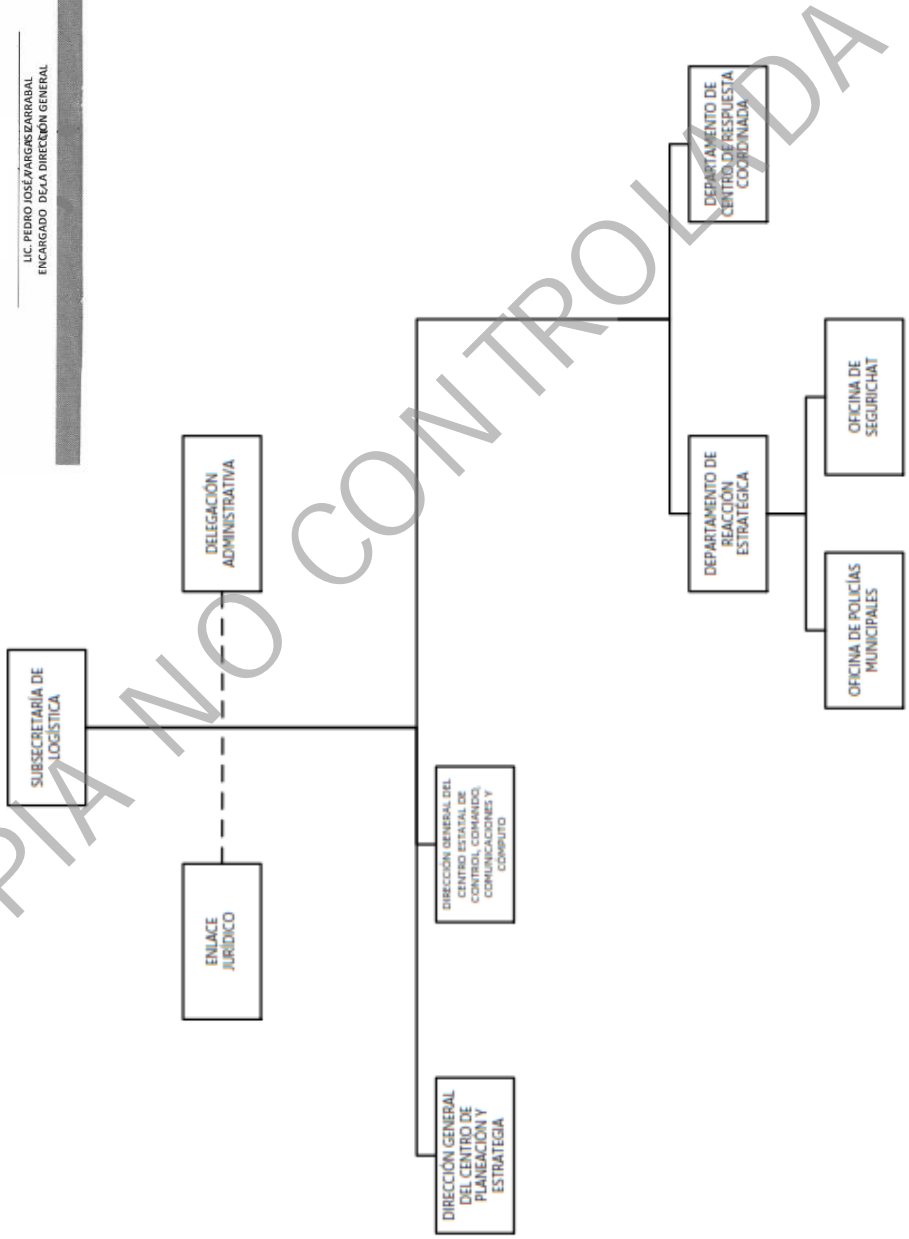 LIC. PEDRO JOSÉ VARGAS IZARRABAL
ENCARGADO DE LA DIRECCIÓN GENERAL
SUBSECRETARÍA DE
LOGÍSTICA
ENLACE
JURÍDICO
DELEGACIÓN
ADMINISTRATIVA
DIRECCIÓN GENERAL
DEL CENTRO DE
PLANEACIÓN Y
ESTRATEGIA
DIRECCIÓN GENERAL DEL
CENTRO ESTATAL DE
CONTROL, COMANDO,
COMUNICACIONES Y
COMPUTO
DEPARTAMENTO DE
REACCIÓN
ESTRATÉGICA
DEPARTAMENTO DE
CENTRO DE RESPUESTA
COORDINADA
OFICINA DE POLICÍAS
MUNICIPALES
OFICINA DE
SEGURICHAT
PIA NO CONTROLADA